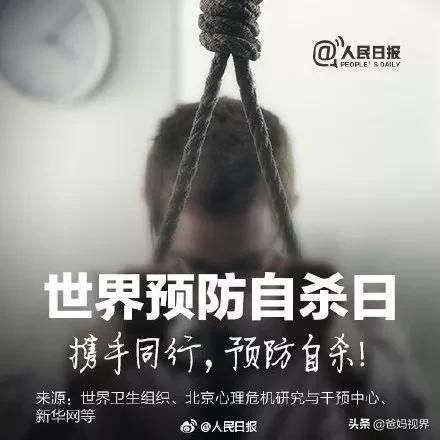 @人民日报
PEOPLE'S DAILY
世界预防自杀日
携手同行，预防自杀！
来源：世界卫生组织、北京心理危机研究与干预中心、
新华网等
@人民日报
头条 @爸妈视界